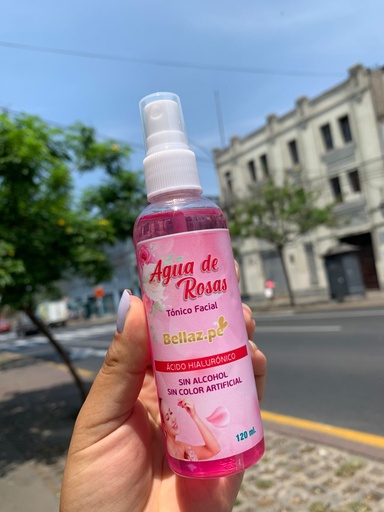 Agua de
Rosas
Tónico Facial
Bellaz.pe
ÁCIDO HIALURÓNICO
SIN ALCOHOL
SIN COLOR ARTIFICIAL
120 mL